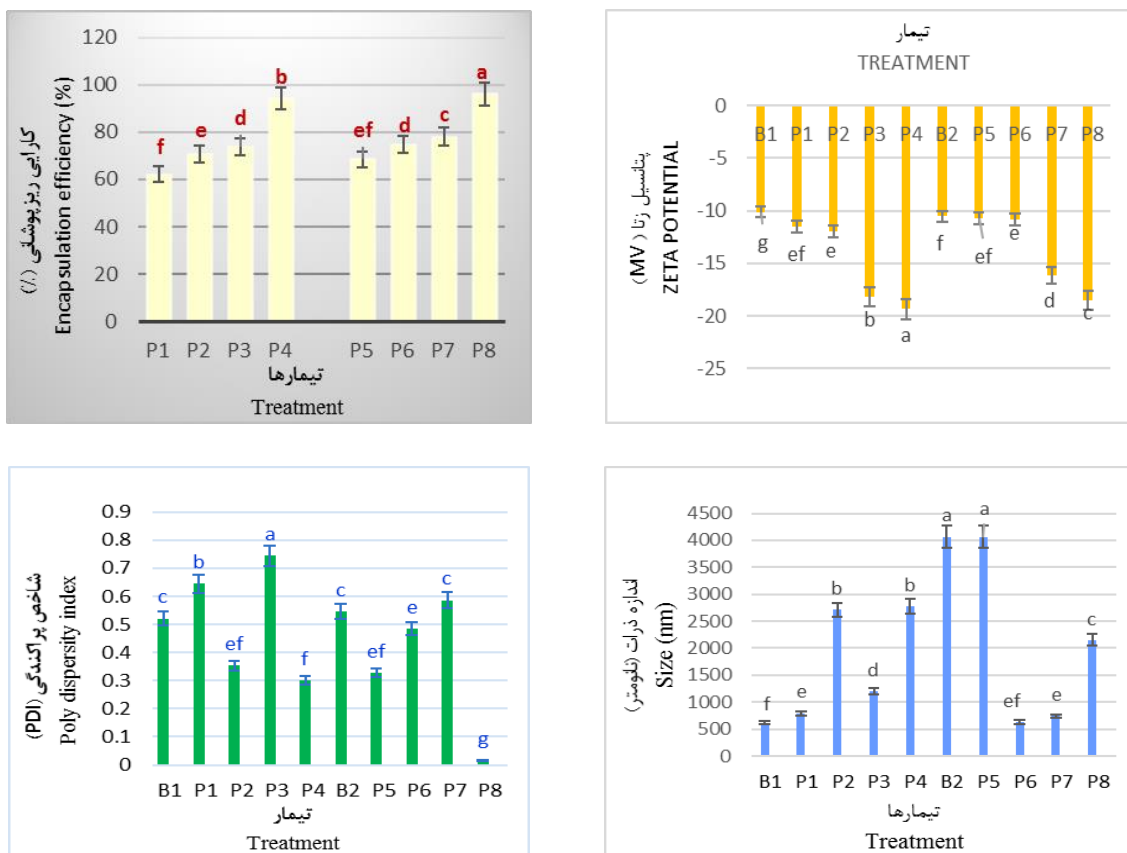 کارایی ریزپوشانی (٪)
Encapsulation efficiency (%)
120
100
80
60
40
20
0
f
e
d
b
ef
d
c
a
P1 P2 P3 P4 P5 P6 P7 P8
تیمارها
Treatment
تیمار
TREATMENT
پتانسیل زتا (MV)
ZETA POTENTIAL
0
-5
-10
-15
-20
-25
B1 P1 P2 P3 P4 B2 P5 P6 P7 P8
g
ef
e
b
a
f
ef
e
d
c
شاخص پراکندگی (PDI)
Poly dispersity index
0.9
0.8
0.7
0.6
0.5
0.4
0.3
0.2
0.1
0
c
b
ef
a
f
c
ef
e
c
g
B1 P1 P2 P3 P4 B2 P5 P6 P7 P8
تیمار
Treatment
اندازه ذرات (نانومتر)
Size (nm)
4500
4000
3500
3000
2500
2000
1500
1000
500
0
f
e
b
d
b
a
a
ef
e
c
B1 P1 P2 P3 P4 B2 P5 P6 P7 P8
تیمارها
Treatment